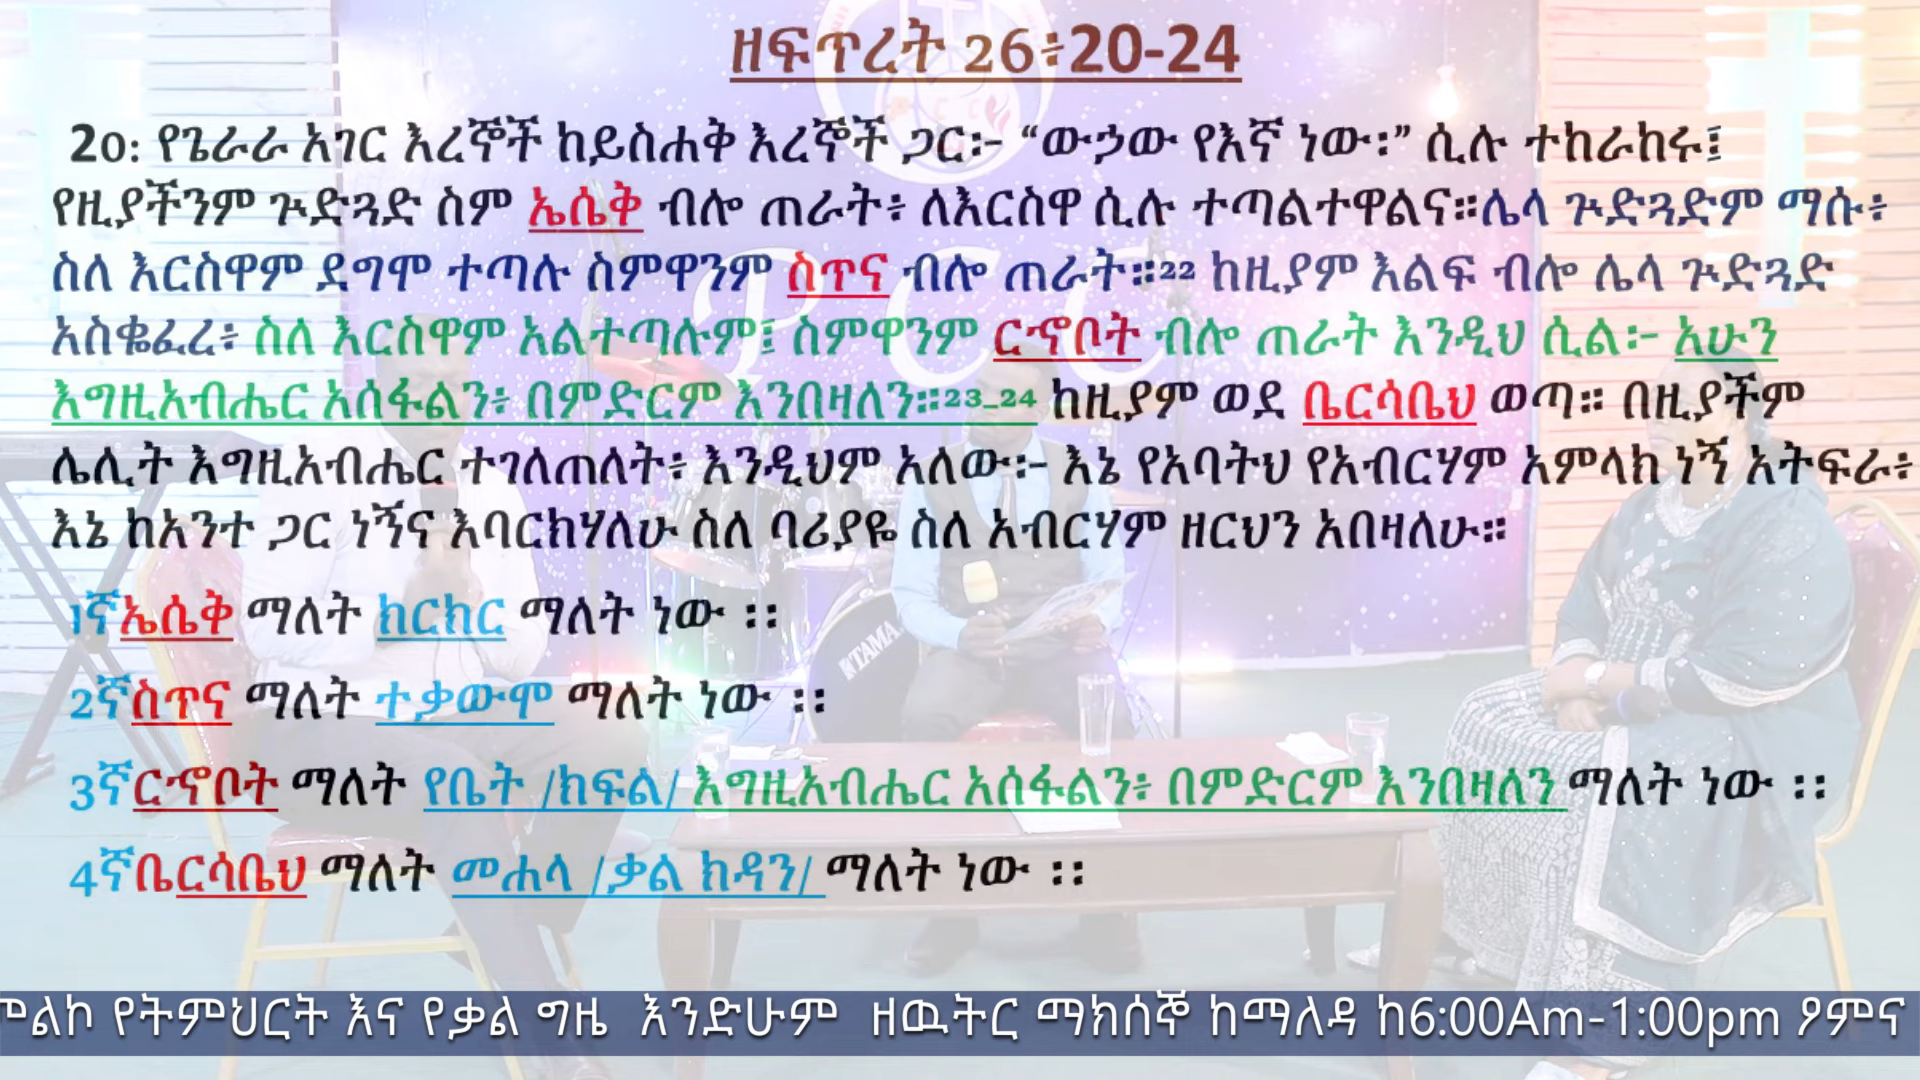 ዘፍጥረት 26፥20-24
20: የጌራራ አገር እረኞች ከይስሐቅ እረኞች ጋር፦ “ውኃው የእኛ ነው፡” ሲሉ ተከራከሩ፤
የዚያችንም ጕድጓድ ስም ኤሴቅ ብሎ ጠራት፥ ለእርስዋ ሲሉ ተጣልተዋልና።ሌላ ጕድጓድም ማሱ፥
ስለ እርስዋም ደግሞ ተጣሉ ስምዋንም ስጥና ብሎ ጠራት።22 ከዚያም እልፍ ብሎ ሌላ ጕድጓድ
አስቈፈረ፥ ስለ እርስዋም አልተጣሉም፤ ስምዋንም ርኆቦት ብሎ ጠራት እንዲህ ሲል፦ አሁን
እግዚአብሔር አሰፋልን፥ በምድርም እንበዛለን።23_24 ከዚያም ወደ ቤርሳቤህ ወጣ። በዚያችም
ሌሊት እግዚአብሔር ተገለጠለት፥ እንዲህም አለው፦ እኔ የአባትህ የአብርሃም አምላክ ነኝ አትፍራ፥
እኔ ከአንተ ጋር ነኝና እባርክሃለሁ ስለ ባሪያዬ ስለ አብርሃም ዘርህን አበዛለሁ።
1ኛኤሴቅ ማለት ክርክር ማለት ነው ፡፡
2ኛስጥና ማለት ተቃውሞ ማለት ነው ፡፡
3ኛርኆቦት ማለት የቤት /ክፍል/ እግዚአብሔር አሰፋልን፥ በምድርም እንበዛለን ማለት ነው ፡፡
4ኛቤርሳቤህ ማለት መሐላ /ቃል ክዳን/ ማለት ነው ፡፡
P C C
TAMA
ምልኮ የትምህርት እና የቃል ግዜ እንድሁም ዘዉትር ማክሰኞ ከማለዳ ከ6:00Am-1:00pm ፆምና